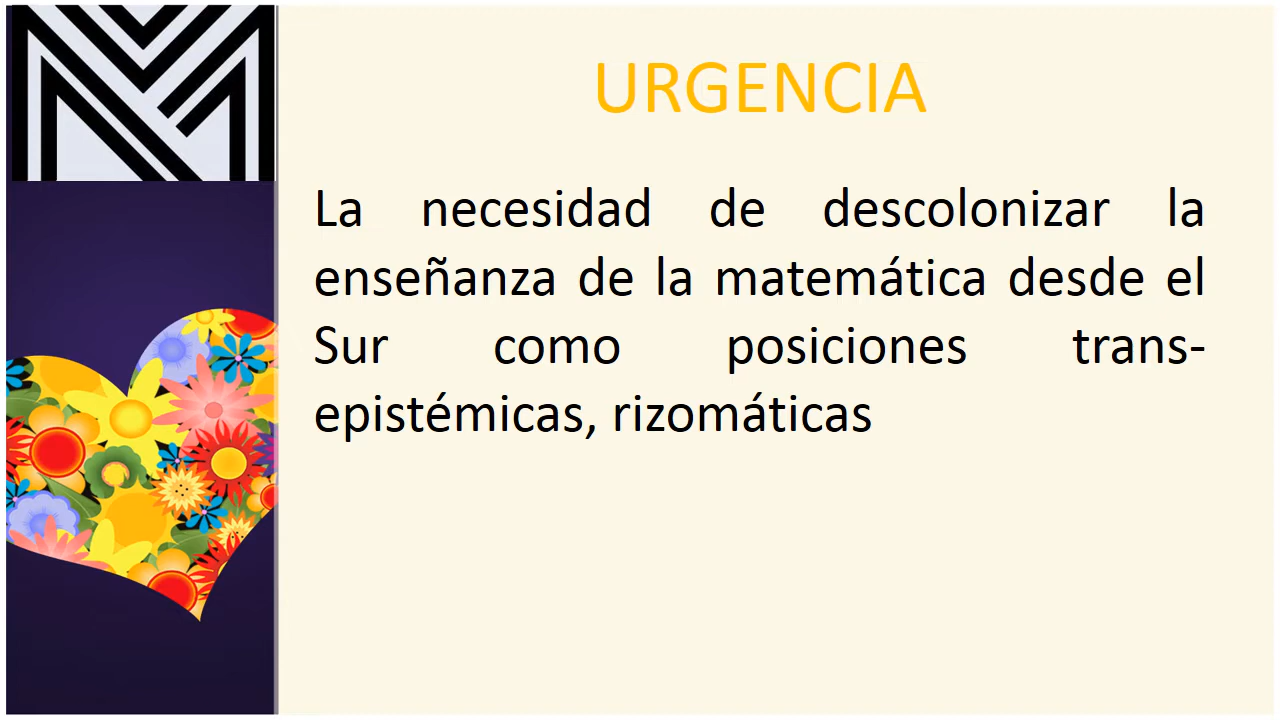 URGENCIA
La necesidad de descolonizar la
enseñanza de la matemática desde el
Sur como posiciones trans-
epistémicas, rizomáticas